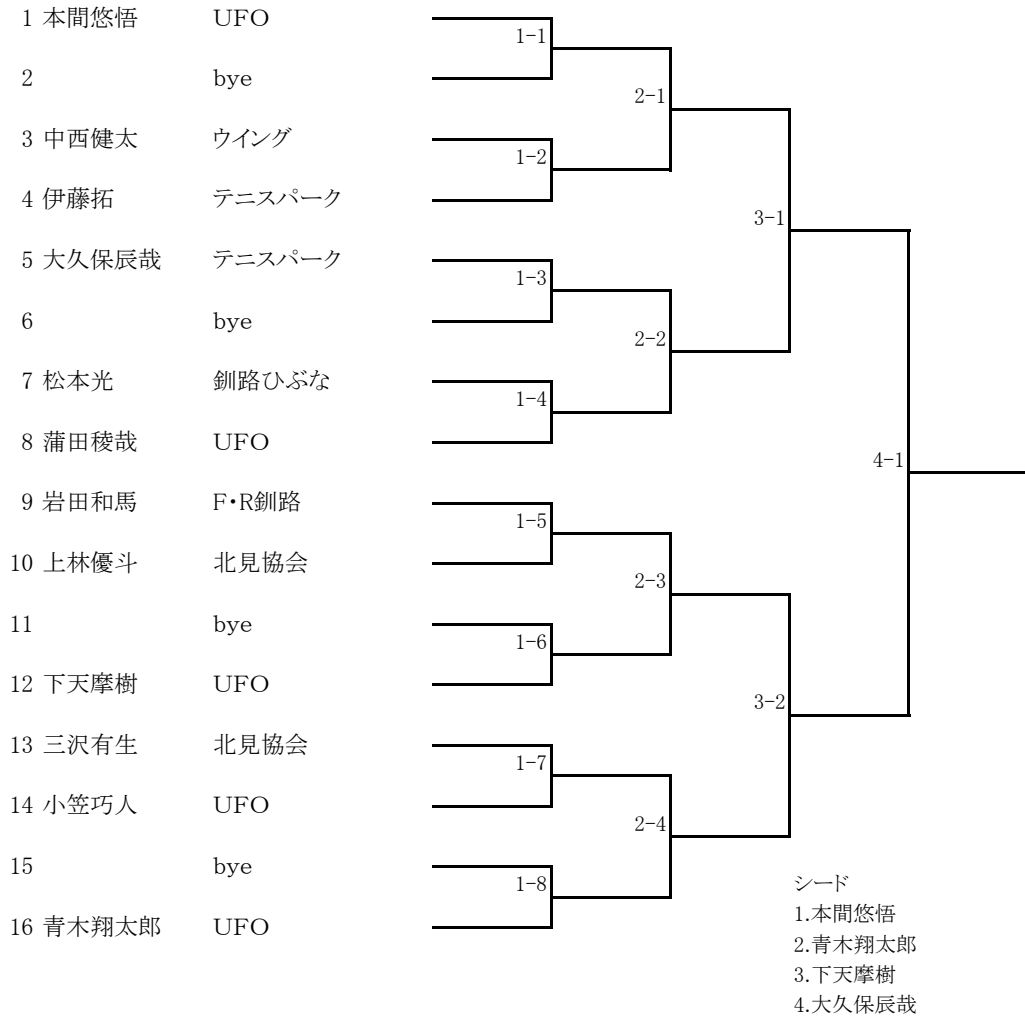 1 本間悠悟 UFO
1-1
2 bye
2-1
3 中西健太 ウイング
1-2
4 伊藤拓 テニスパーク
3-1
5 大久保辰哉 テニスパーク
1-3
6 bye
2-2
7 松本光 釧路ひぶな
1-4
8 蒲田稜哉 UFO
4-1
9 岩田和馬 F・R釧路
1-5
10 上林優斗 北見協会
2-3
11 bye
1-6
12 下天摩樹 UFO
3-2
13 三沢有生 北見協会
1-7
14 小笠巧人 UFO
2-4
15 bye
1-8
16 青木翔太郎 UFO
シード
1.本間悠悟
2.青木翔太郎
3.下天摩樹
4.大久保辰哉